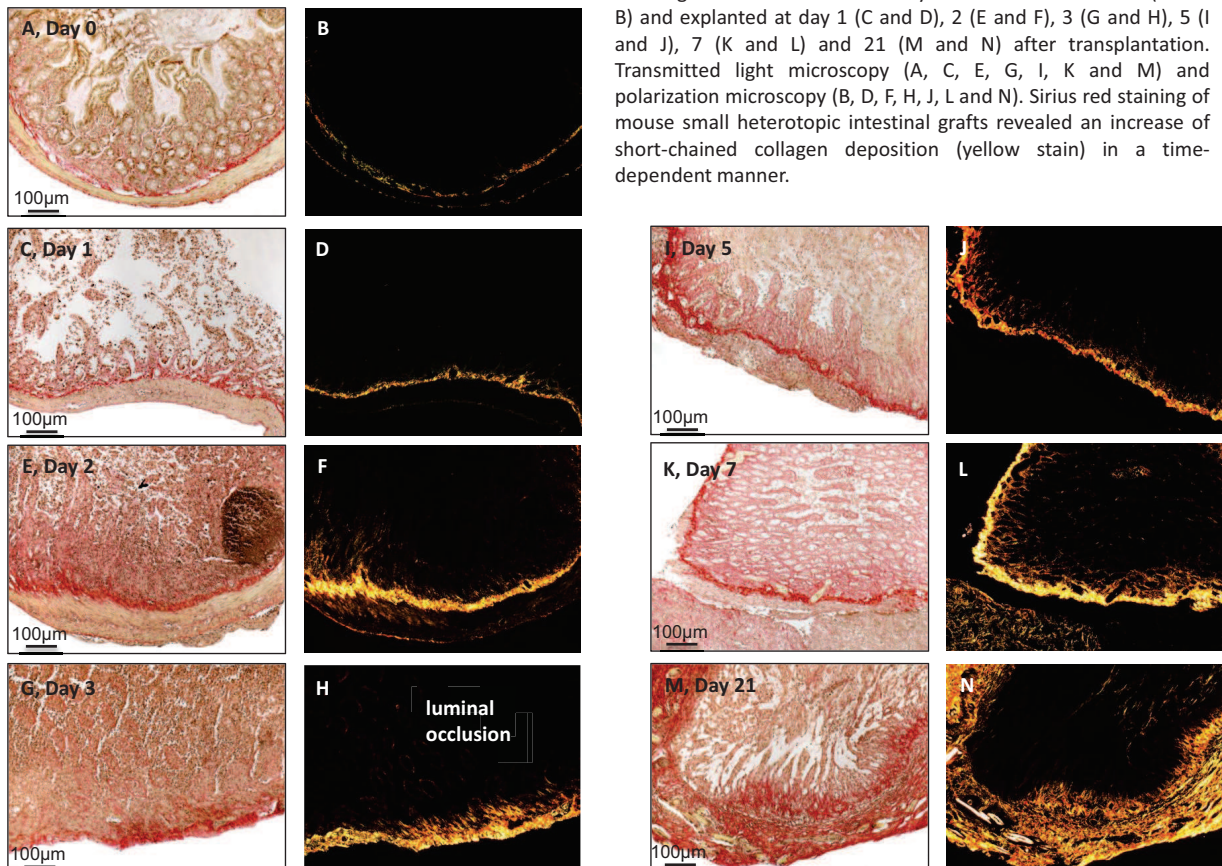 B) and explanted at day 1 (C and D), 2 (E and F), 3 (G and H), 5 (I
and J), 7 (K and L) and 21 (M and N) after transplantation.
Transmitted light microscopy (A, C, E, G, I, K and M) and
polarization microscopy (B, D, F, H, J, L and N). Sirius red staining of
mouse small heterotopic intestinal grafts revealed an increase of
short-chained collagen deposition (yellow stain) in a time-
dependent manner.
A, Day 0
100μm
B
C, Day 1
100μm
D
E, Day 2
100μm
F
G, Day 3
100μm
H
luminal
occlusion
I, Day 5
100μm
J
K, Day 7
100μm
L
M, Day 21
100μm
N